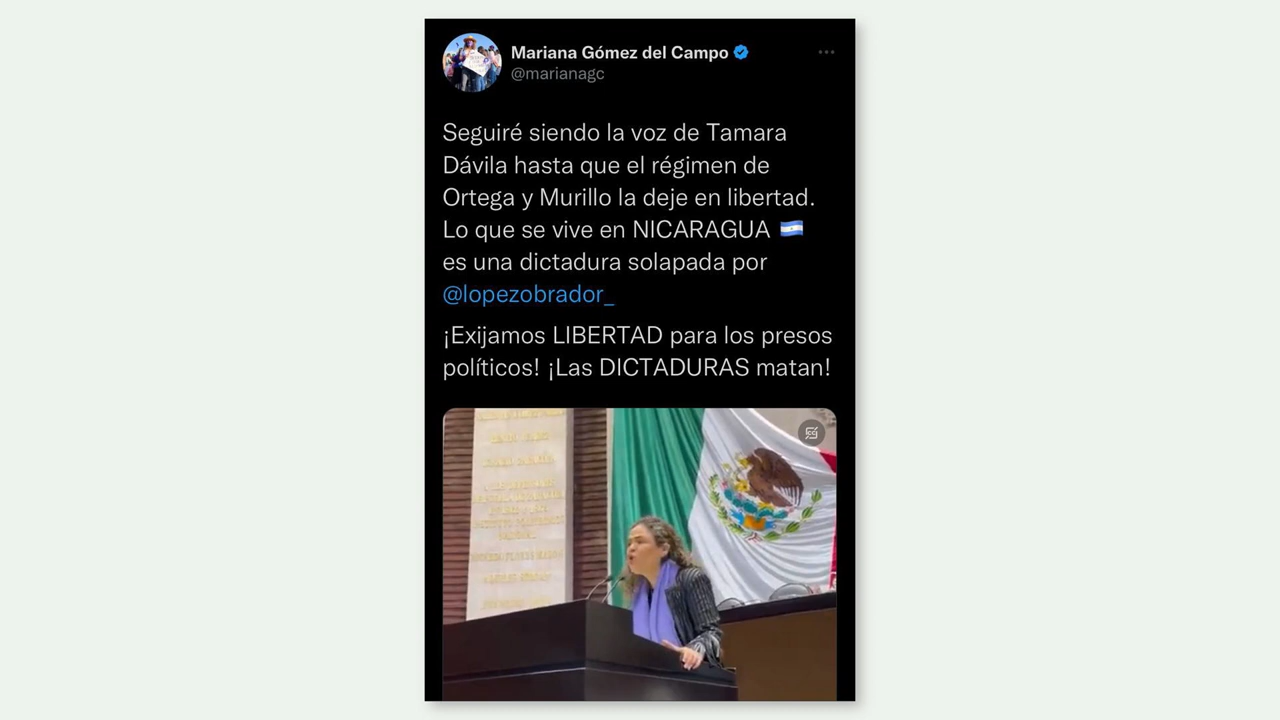 Mariana Gómez del Campo
@marianagc
Seguiré siendo la voz de Tamara
Dávila hasta que el régimen de
Ortega y Murillo la deje en libertad.
Lo que se vive en NICARAGUA 🇳🇮
es una dictadura solapada por
@lopezobrador_
¡Exijamos LIBERTAD para los presos
políticos! ¡Las DICTADURAS matan!